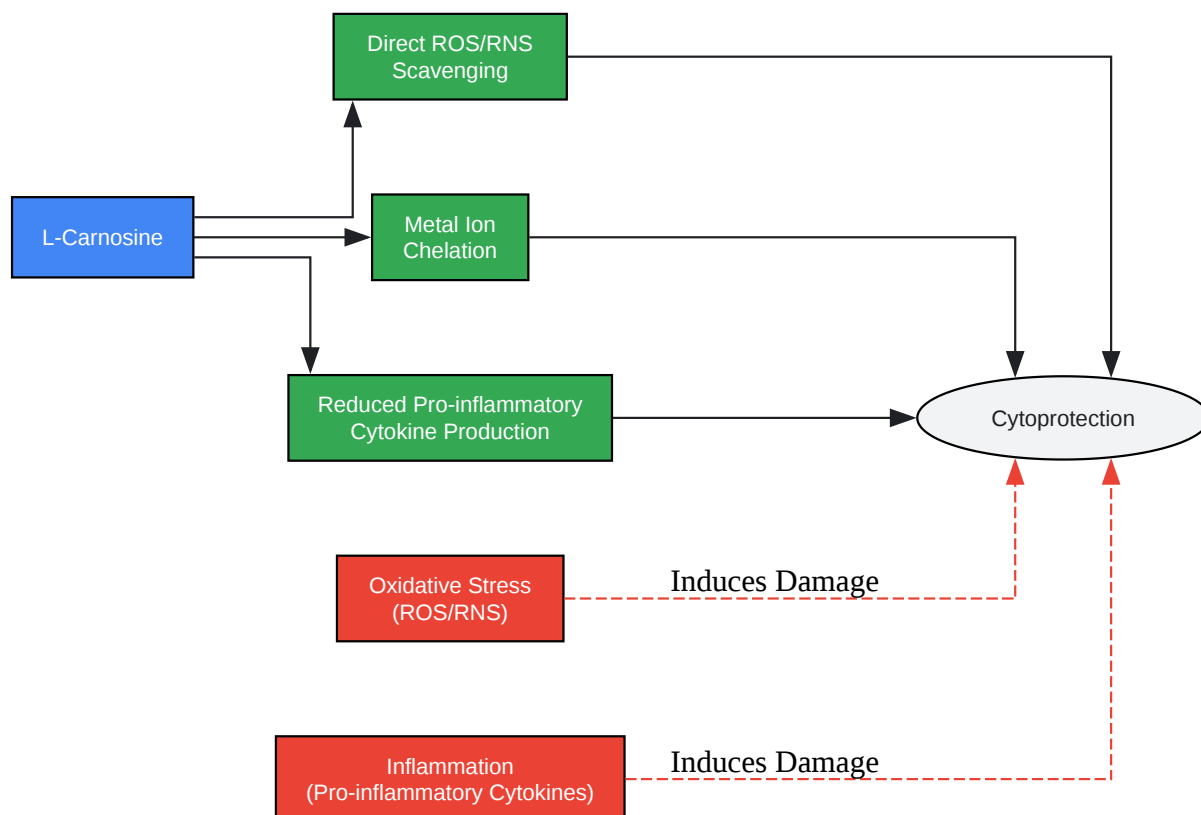 Direct ROS/RNS
Scavenging
L-Carnosine
Metal Ion
Chelation
Reduced Pro-inflammatory
Cytokine Production
Cytoprotection
Oxidative Stress
(ROS/RNS)
Induces Damage
Inflammation
(Pro-inflammatory Cytokines)
Induces Damage